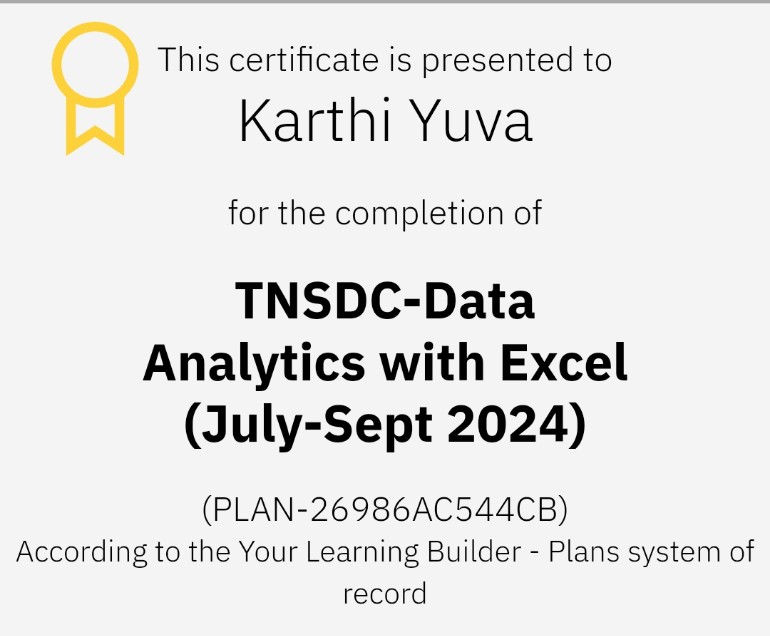 This certificate is presented to
Karthi Yuva
for the completion of
TNSDC-Data
Analytics with Excel
(July-Sept 2024)
(PLAN-26986AC544CB)
According to the Your Learning Builder - Plans system of
record